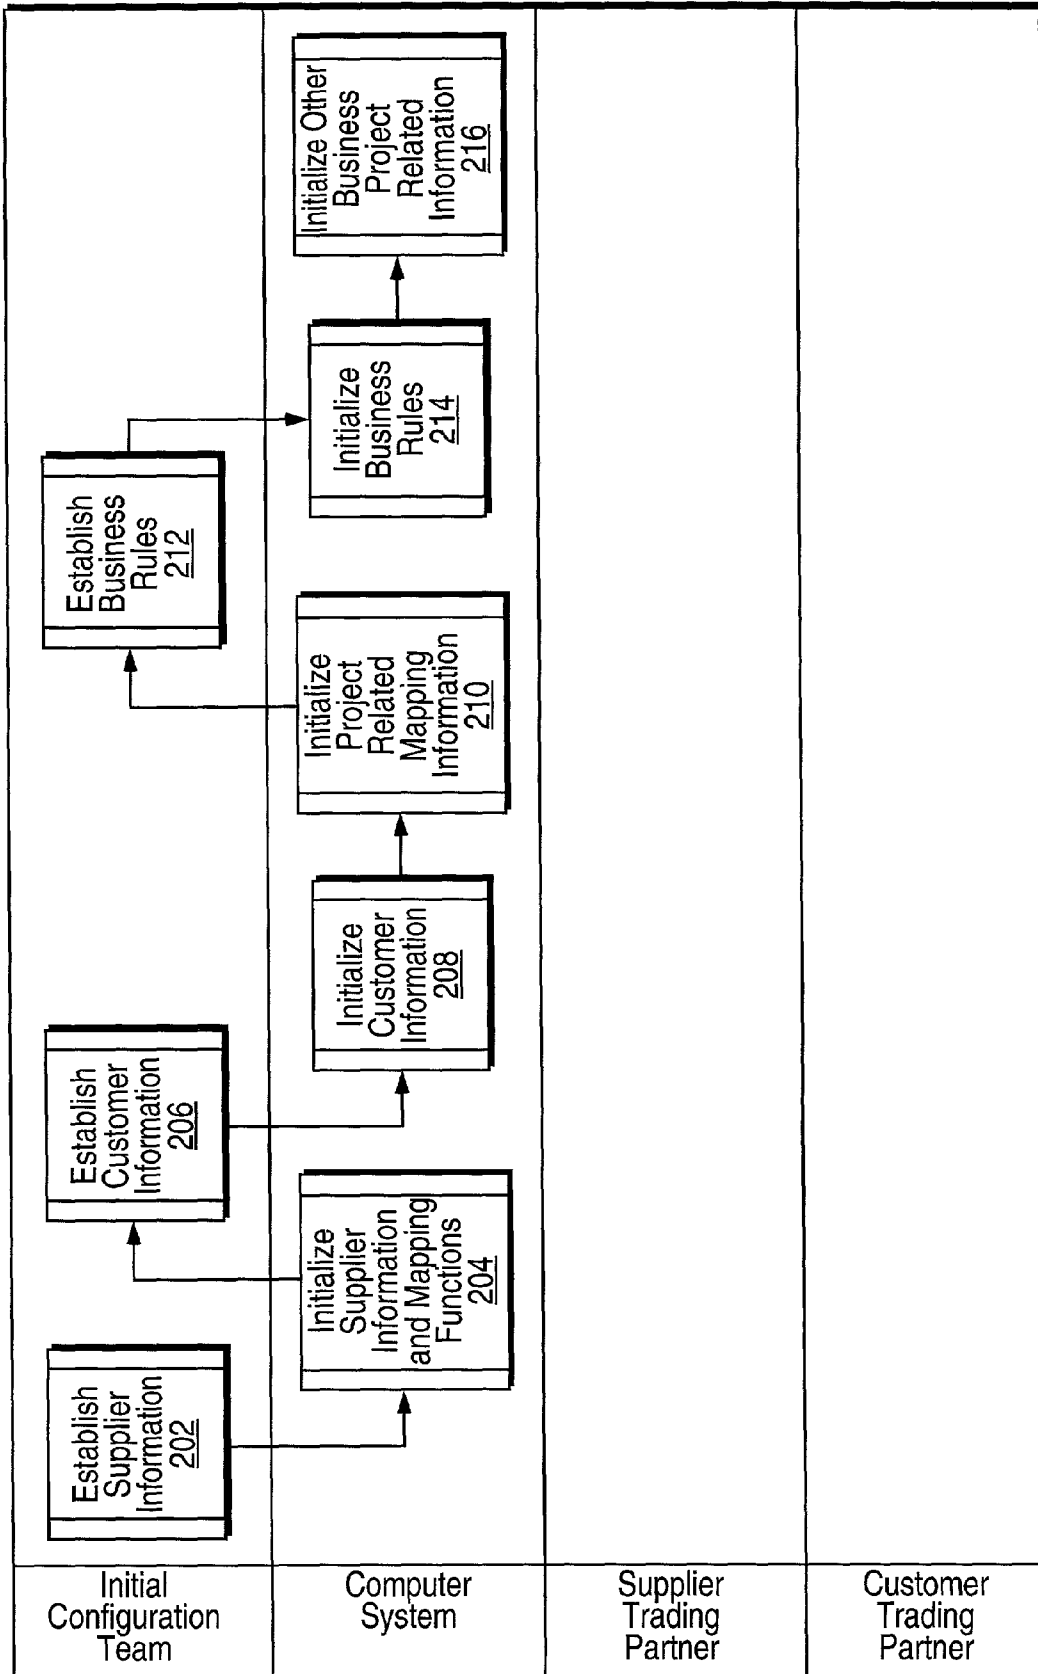 Establish
Supplier
Information
202
Initialize
Supplier
Information
and Mapping
Functions
204
Establish
Customer
Information
206
Initialize
Customer
Information
208
Initialize
Project
Related
Mapping
Information
210
Establish
Business
Rules
212
Initialize
Business
Rules
214
Initialize Other
Business
Project
Related
Information
216
Initial
Configuration
Team
Computer
System
Supplier
Trading
Partner
Customer
Trading
Partner